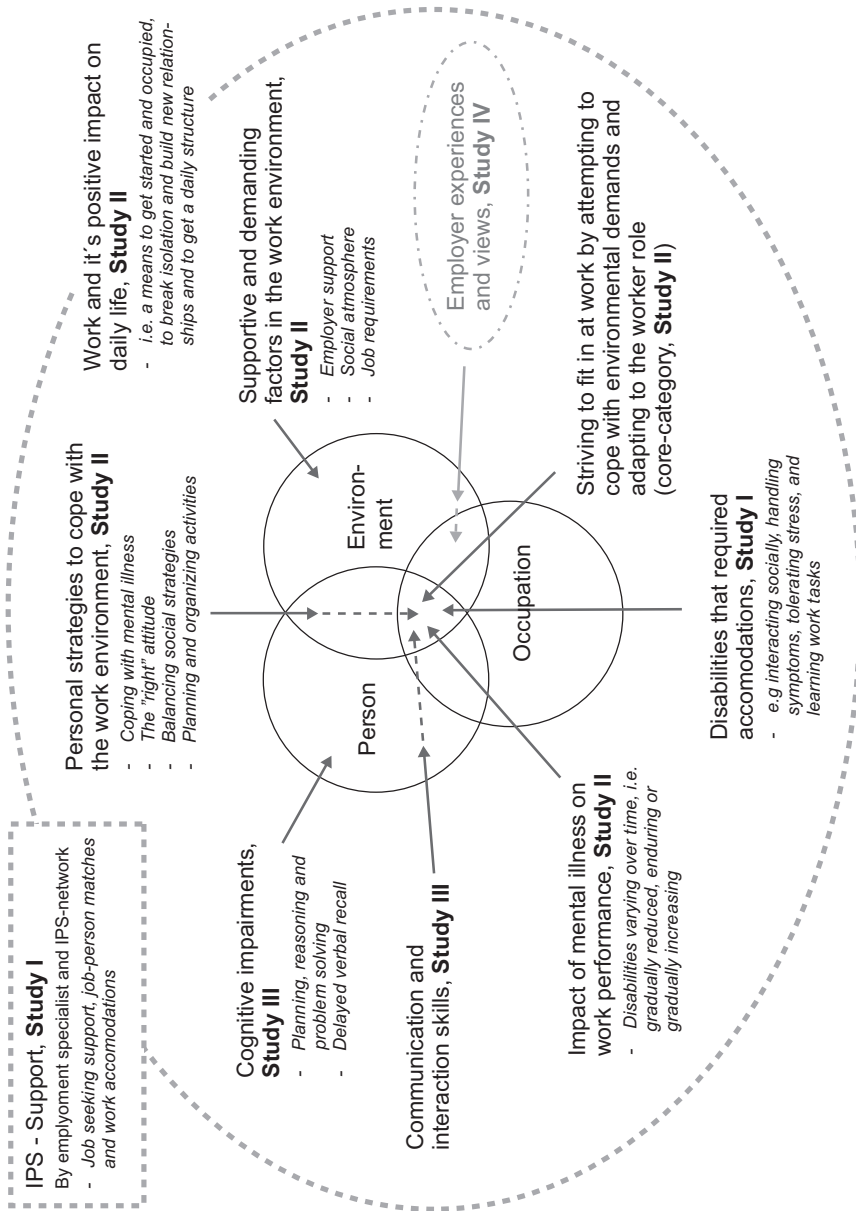 IPS - Support, Study I
By emplyoment specialist and IPS-network
- Job seeking support, job-person matches
and work accomodations
Personal strategies to cope with
the work environment, Study II
- Coping with mental illness
- The "right" attitude
- Balancing social strategies
- Planning and organizing activities
Work and it´s positive impact on
daily life, Study II
- i.e. a means to get started and occupied,
to break isolation and build new relation-
ships and to get a daily structure
Cognitive impairments,
Study III
- Planning, reasoning and
problem solving
- Delayed verbal recall
Supportive and demanding
factors in the work environment,
Study II
- Employer support
- Social atmosphere
- Job requirements
Person
Environ-
ment
Occupation
Communication and
interaction skills, Study III
Employer experiences
and views, Study IV
Impact of mental illness on
work performance, Study II
- Disabilities varying over time, i.e.
gradually reduced, enduring or
gradually increasing
Disabilities that required
accomodations, Study I
- e.g interacting socially, handling
symptoms, tolerating stress, and
learning work tasks
Striving to fit in at work by attempting to
cope with environmental demands and
adapting to the worker role
(core-category, Study II)